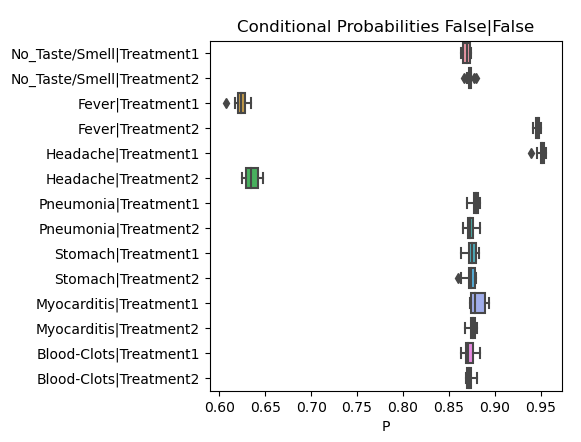 Conditional Probabilities False|False
No_Taste/Smell|Treatment1
No_Taste/Smell|Treatment2
Fever|Treatment1
Fever|Treatment2
Headache|Treatment1
Headache|Treatment2
Pneumonia|Treatment1
Pneumonia|Treatment2
Stomach|Treatment1
Stomach|Treatment2
Myocarditis|Treatment1
Myocarditis|Treatment2
Blood-Clots|Treatment1
Blood-Clots|Treatment2
0.60 0.65 0.70 0.75 0.80 0.85 0.90 0.95
P